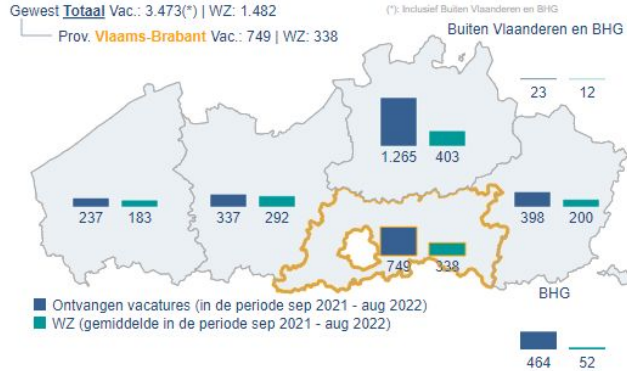 Gewest Totaal Vac.: 3.473(*) | WZ: 1.482
(*): Inclusief Buiten Vlaanderen en BHG
Prov. Vlaams-Brabant Vac.: 749 | WZ: 338
Buiten Vlaanderen en BHG
23 12
1.265 403
237 183
337 292
398 200
749 338
BHG
Ontvangen vacatures (in de periode sep 2021 - aug 2022)
WZ (gemiddelde in de periode sep 2021 - aug 2022)
464 52